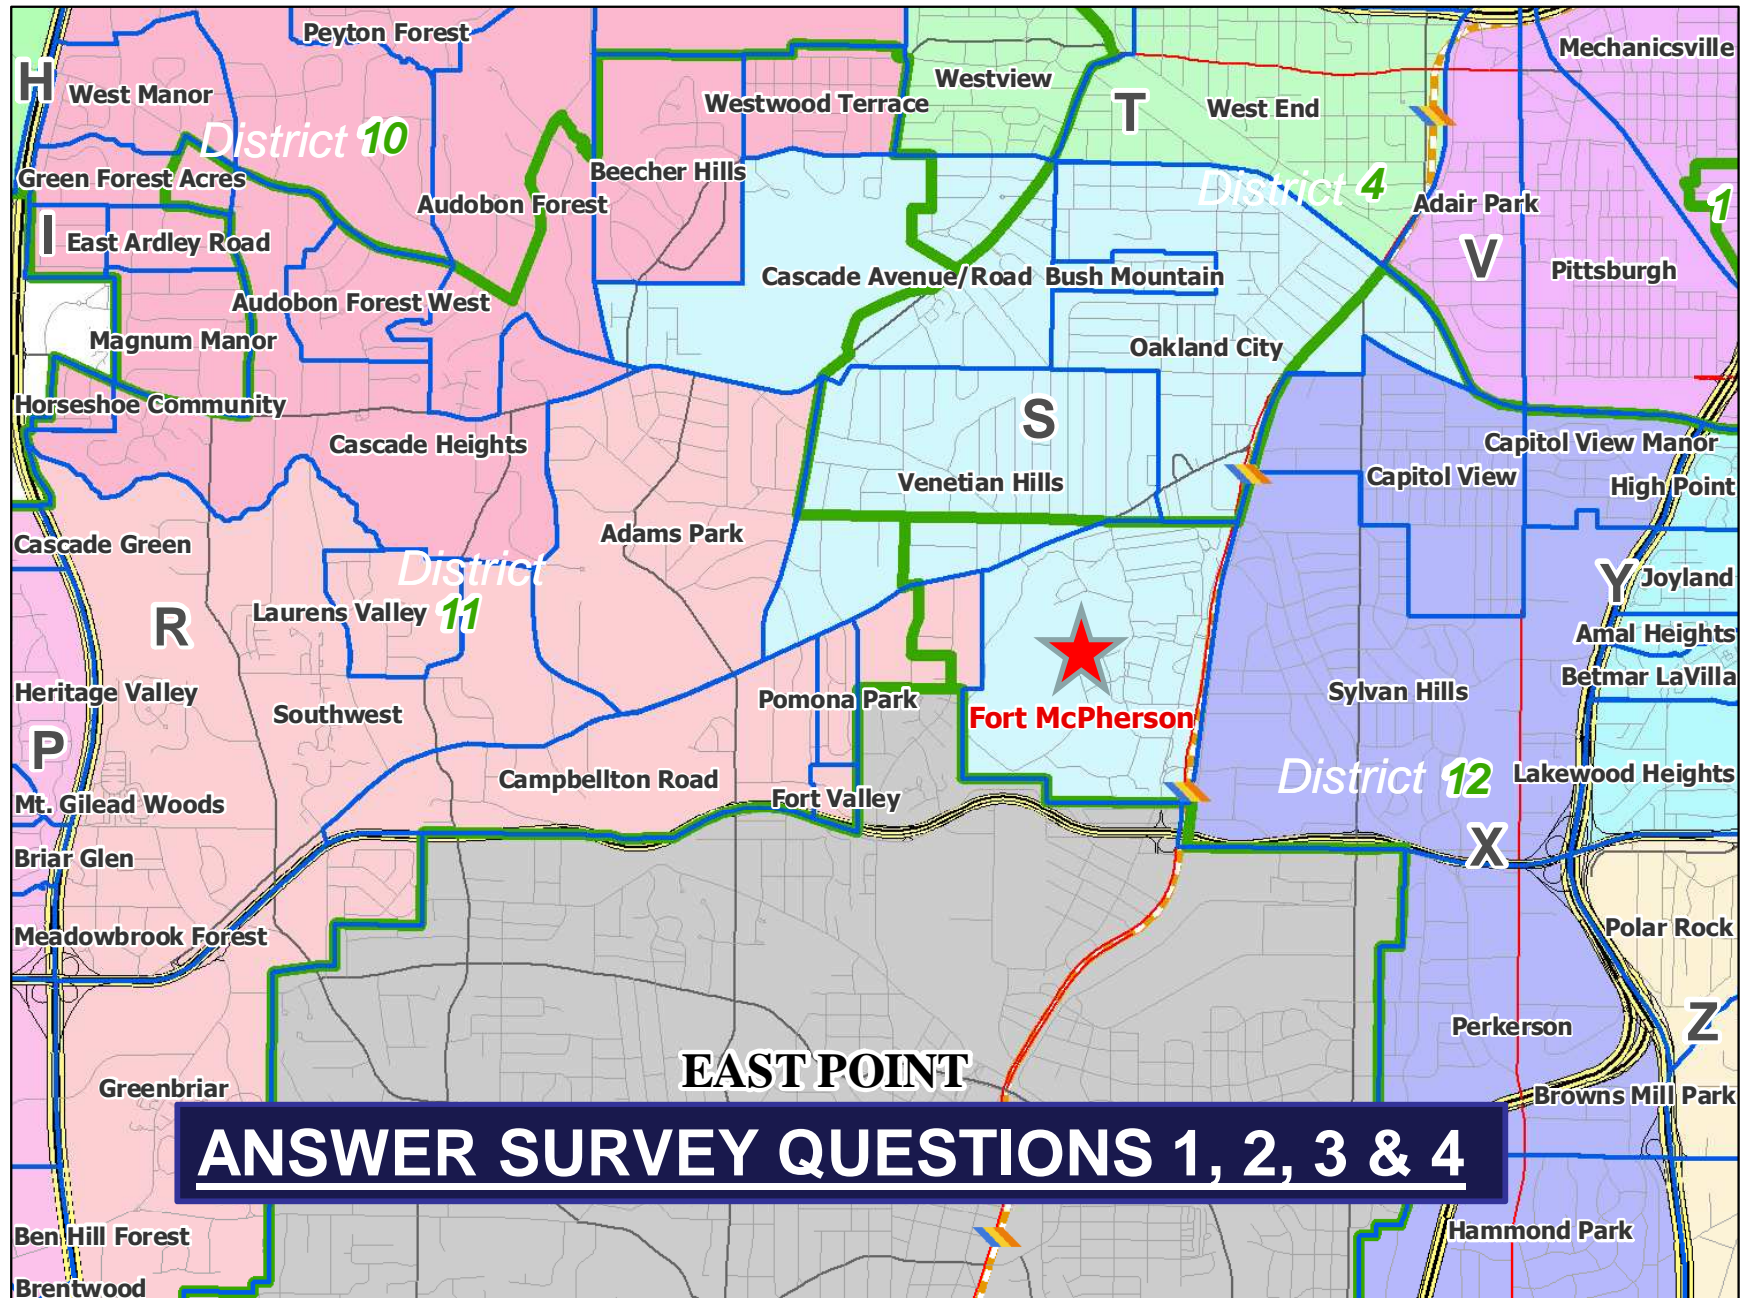 Peyton Forest
Mechanicsville
H
West Manor
Westview
Westwood Terrace
T
West End
District 10
Beecher Hills
Green Forest Acres
Audobon Forest
District 4
Adair Park
1
I
East Ardley Road
V
Pittsburgh
Cascade Avenue/Road
Bush Mountain
Audobon Forest West
Magnum Manor
Oakland City
Horseshoe Community
S
Cascade Heights
Capitol View Manor
Venetian Hills
Capitol View
High Point
Cascade Green
Adams Park
District
11
Y
Joyland
R
Laurens Valley
Amal Heights
Heritage Valley
Southwest
Pomona Park
Fort McPherson
Sylvan Hills
Betmar LaVilla
P
Campbellton Road
District 12
Lakewood Heights
Mt. Gilead Woods
Fort Valley
Briar Glen
X
Meadowbrook Forest
Polar Rock
Perkerson
Z
EAST POINT
Greenbriar
Browns Mill Park
ANSWER SURVEY QUESTIONS 1, 2, 3 & 4
Ben Hill Forest
Hammond Park
Brentwood